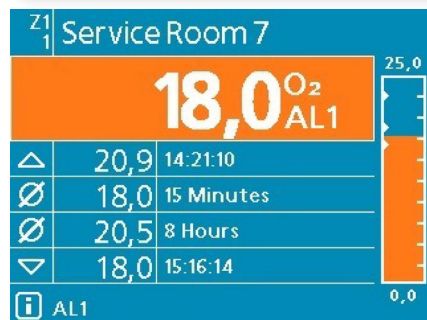 Z1
1
Service Room 7
25,0
18,0 O₂
AL1
20,9 14:21:10
18,0 15 Minutes
20,5 8 Hours
18,0 15:16:14
0,0
i AL1